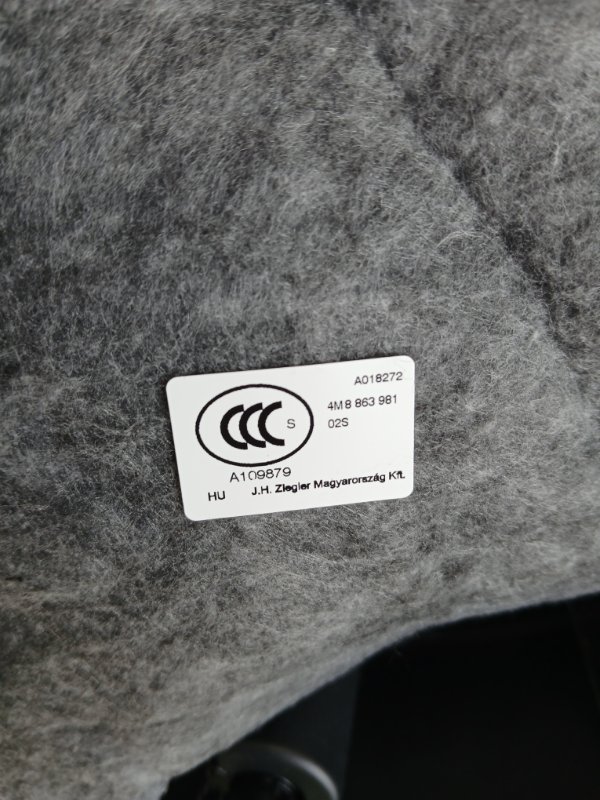 A018272
4M8 863 981
02S
CCC S
A109879
HU J.H. Ziegler Magyarország Kft.